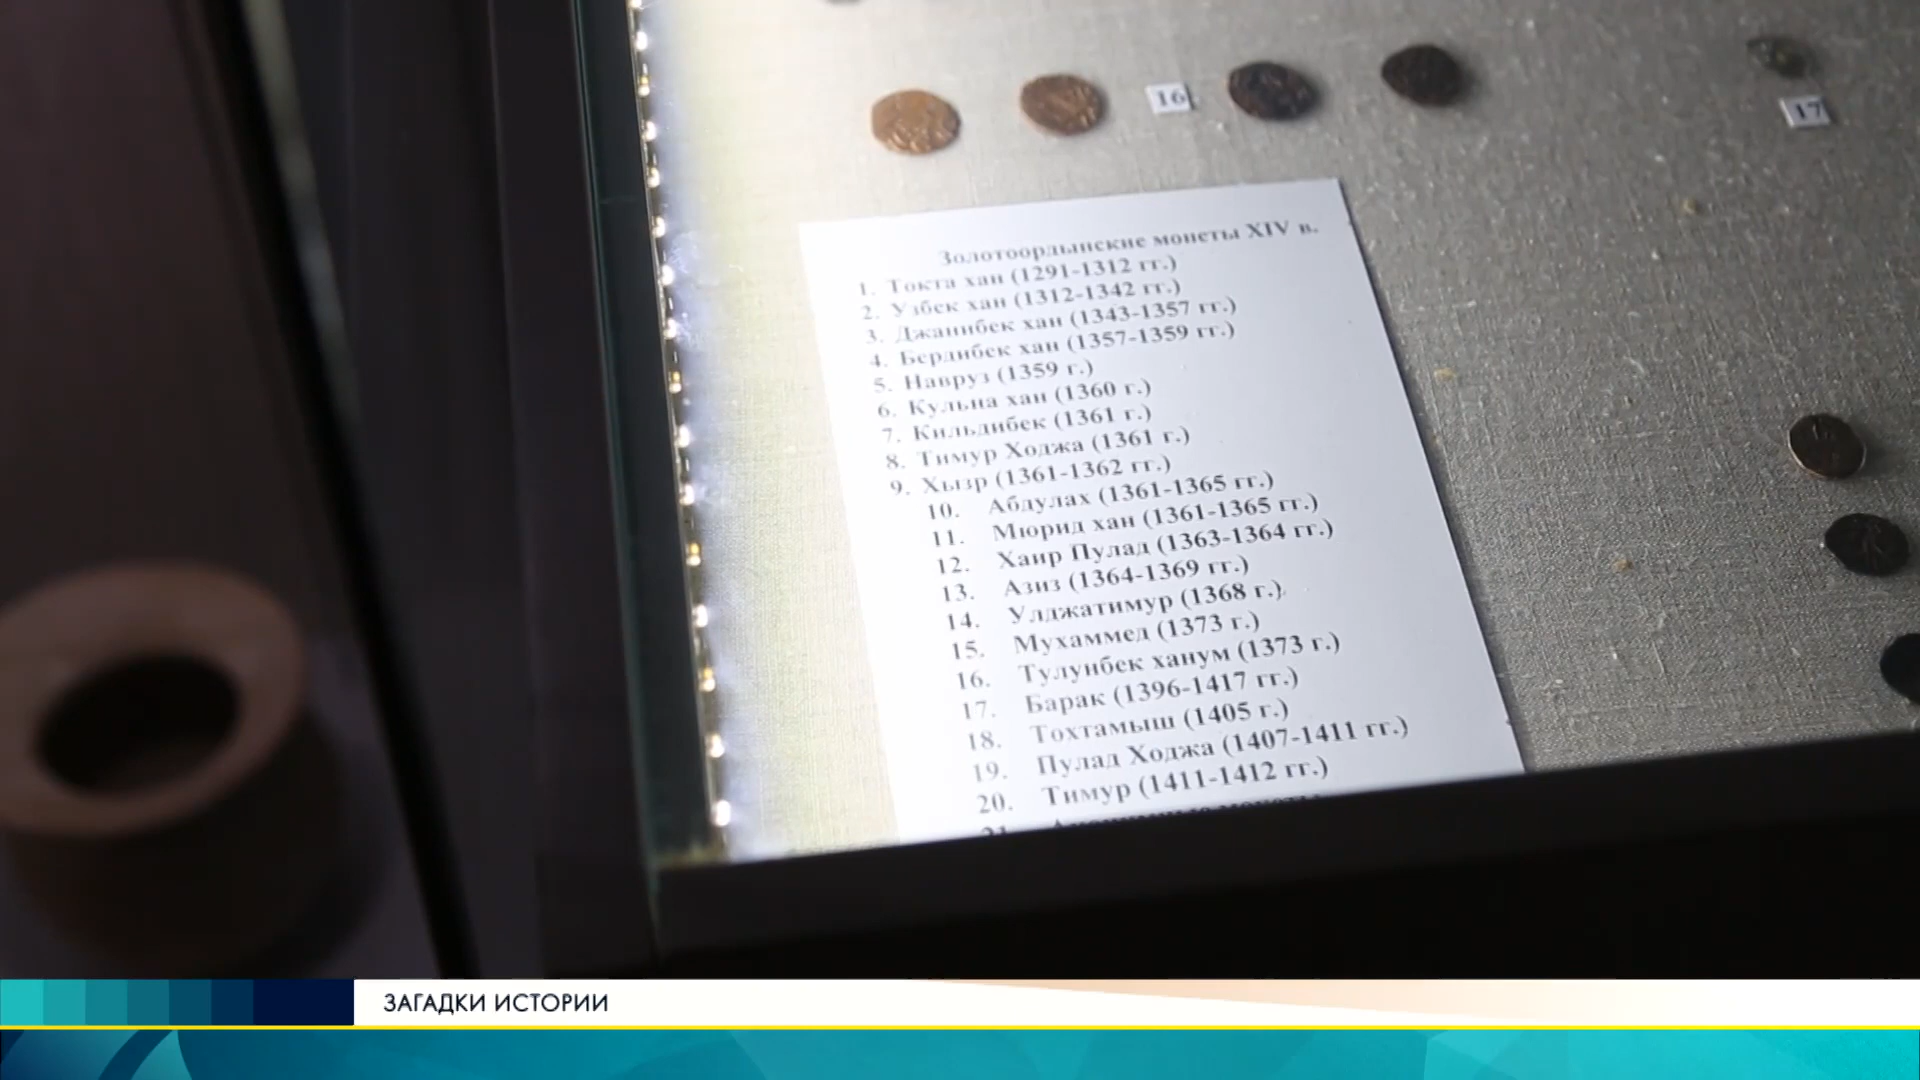 16
17
Золотоордынские монеты XIV в.
1. Токта хан (1291-1312 гг.)
2. Узбек хан (1312-1342 гг.)
3. Джанибек хан (1343-1357 гг.)
4. Бердибек хан (1357-1359 гг.)
5. Навруз (1359 г.)
6. Кульна хан (1360 г.)
7. Кильдибек (1361 г.)
8. Тимур Ходжа (1361 г.)
9. Хызр (1361-1362 гг.)
10. Абдулах (1361-1365 гг.)
11. Мюрид хан (1361-1365 гг.)
12. Хаир Пулад (1363-1364 гг.)
13. Азиз (1364-1369 гг.)
14. Улджатимур (1368 г.)
15. Мухаммед (1373 г.)
16. Тулунбек ханум (1373 г.)
17. Барак (1396-1417 гг.)
18. Тохтамыш (1405 г.)
19. Пулад Ходжа (1407-1411 гг.)
20. Тимур (1411-1412 гг.)
ЗАГАДКИ ИСТОРИИ